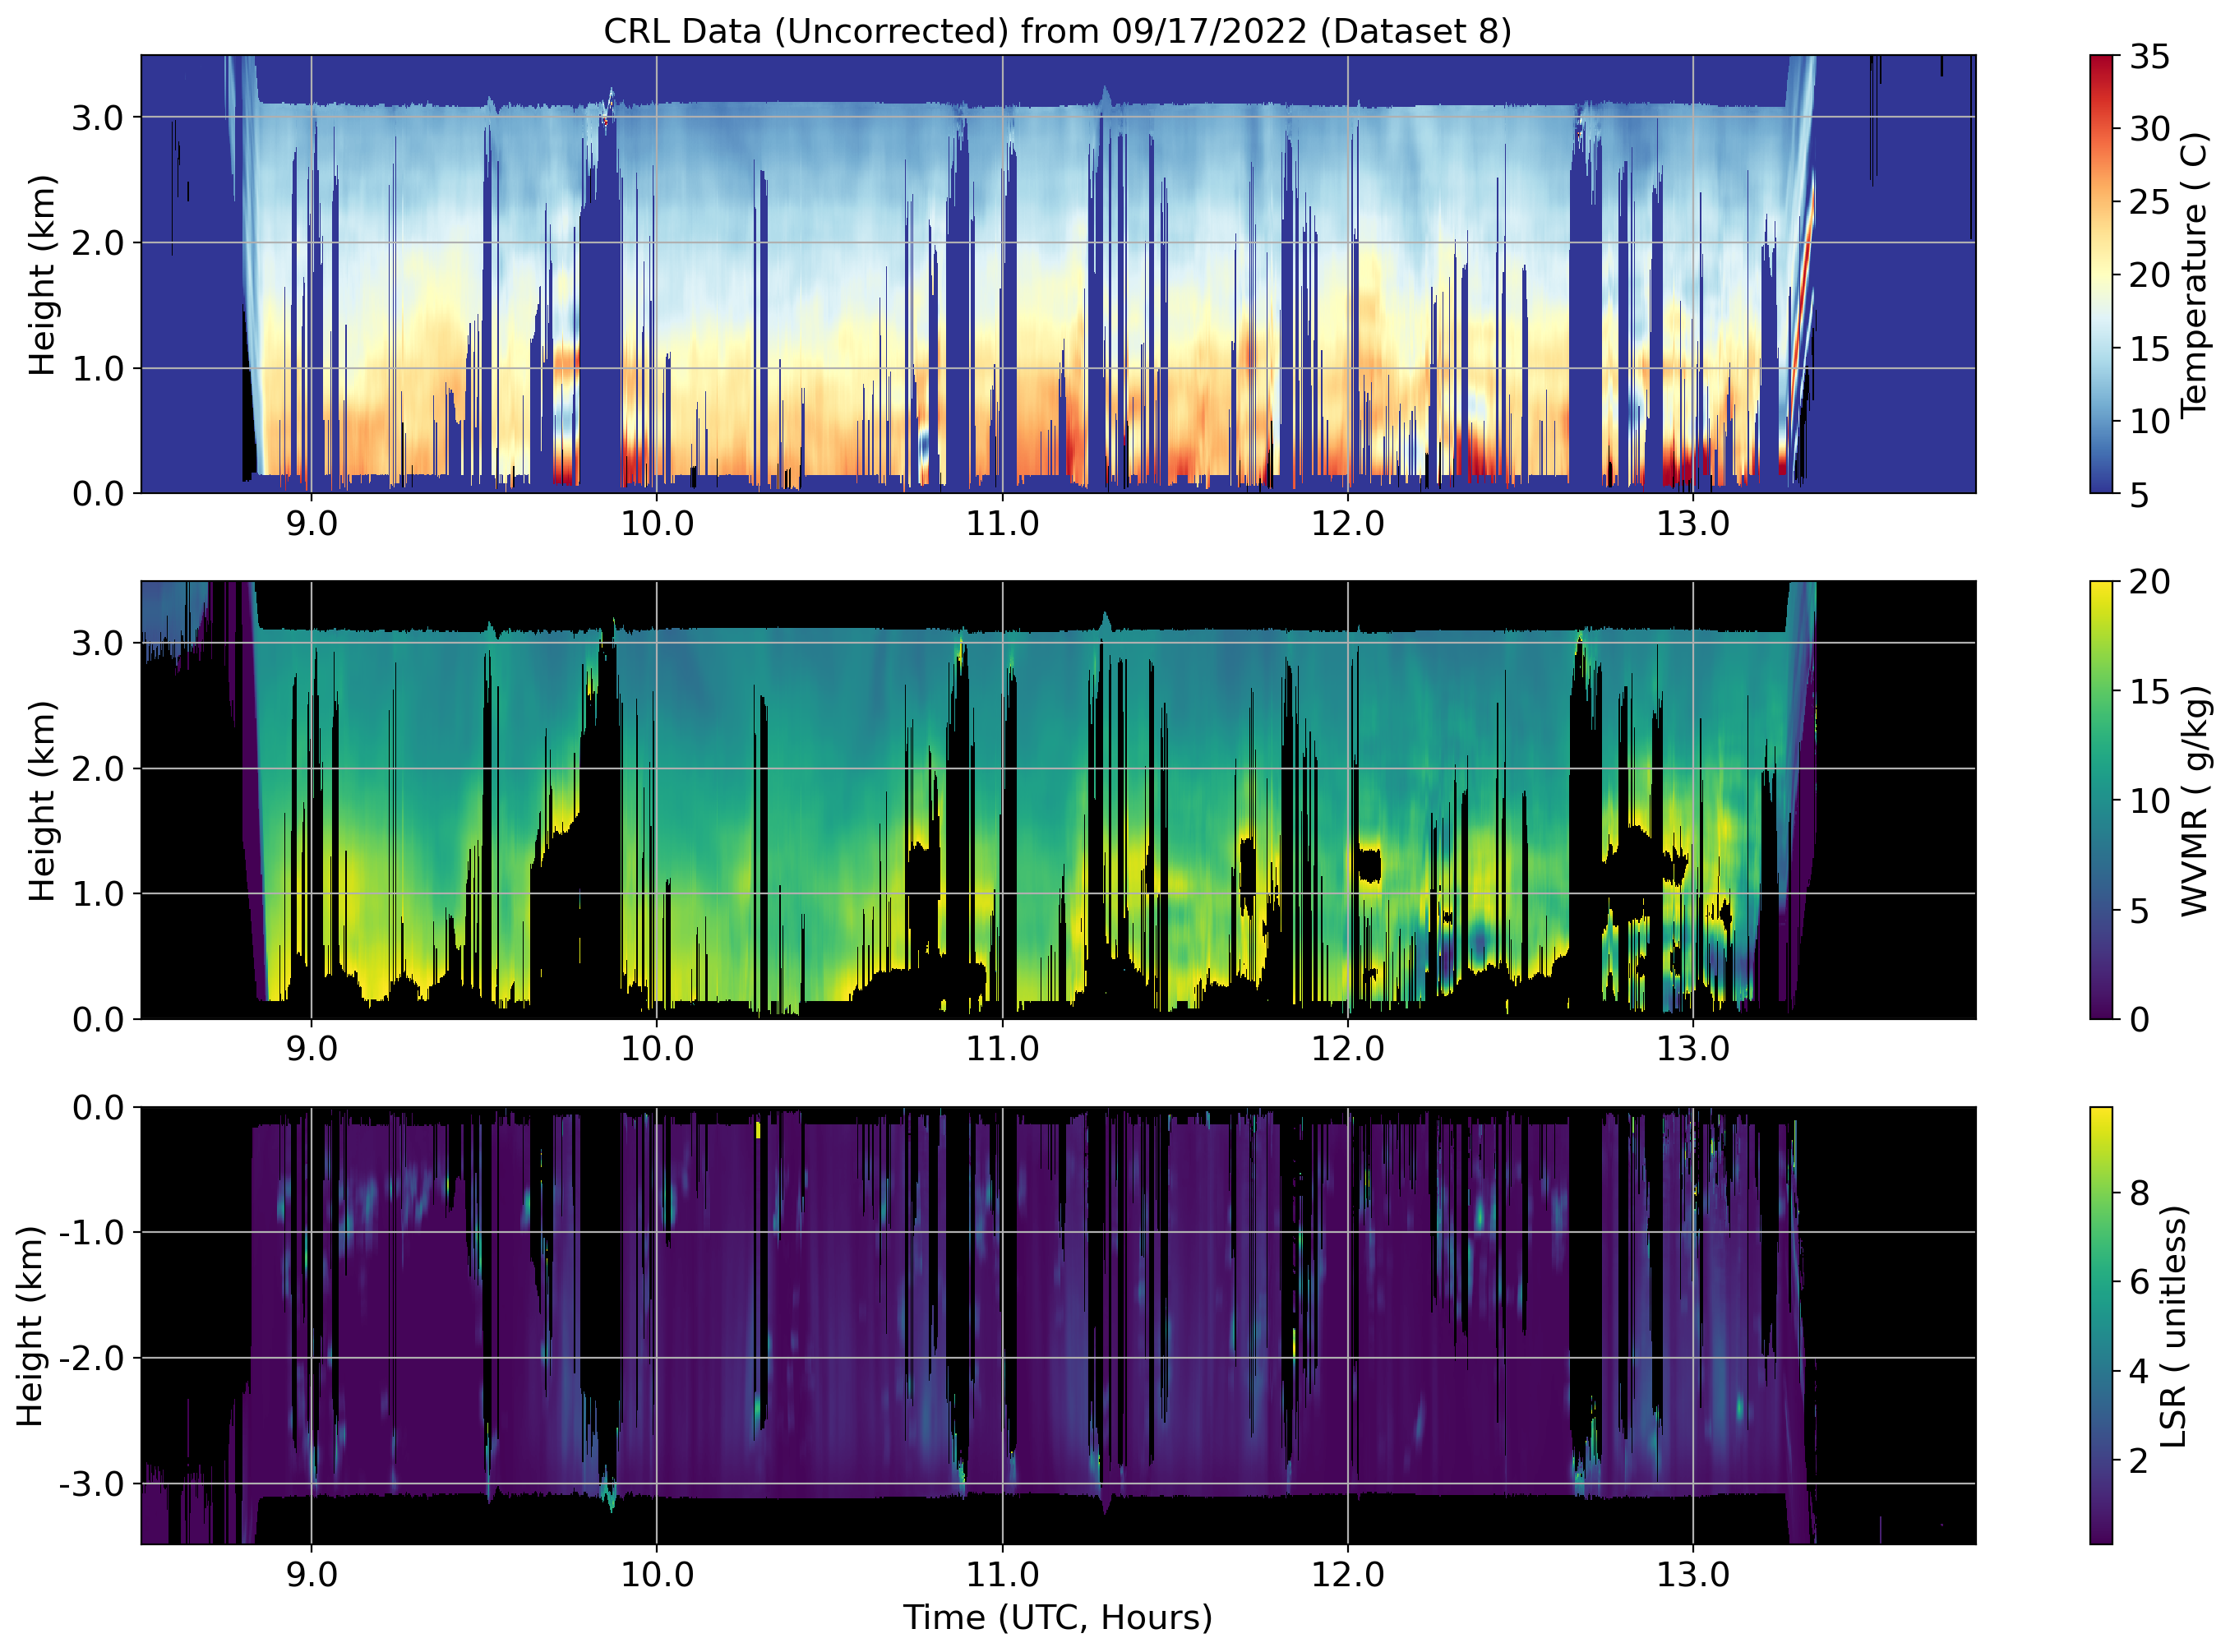 CRL Data (Uncorrected) from 09/17/2022 (Dataset 8)
3.0
2.0
1.0
0.0
Height (km)
9.0 10.0 11.0 12.0 13.0
35
30
25
20
15
10
5
Temperature ( C)
3.0
2.0
1.0
0.0
Height (km)
9.0 10.0 11.0 12.0 13.0
20
15
10
5
0
WVMR ( g/kg)
0.0
-1.0
-2.0
-3.0
Height (km)
9.0 10.0 11.0 12.0 13.0
8
6
4
2
LSR ( unitless)
Time (UTC, Hours)